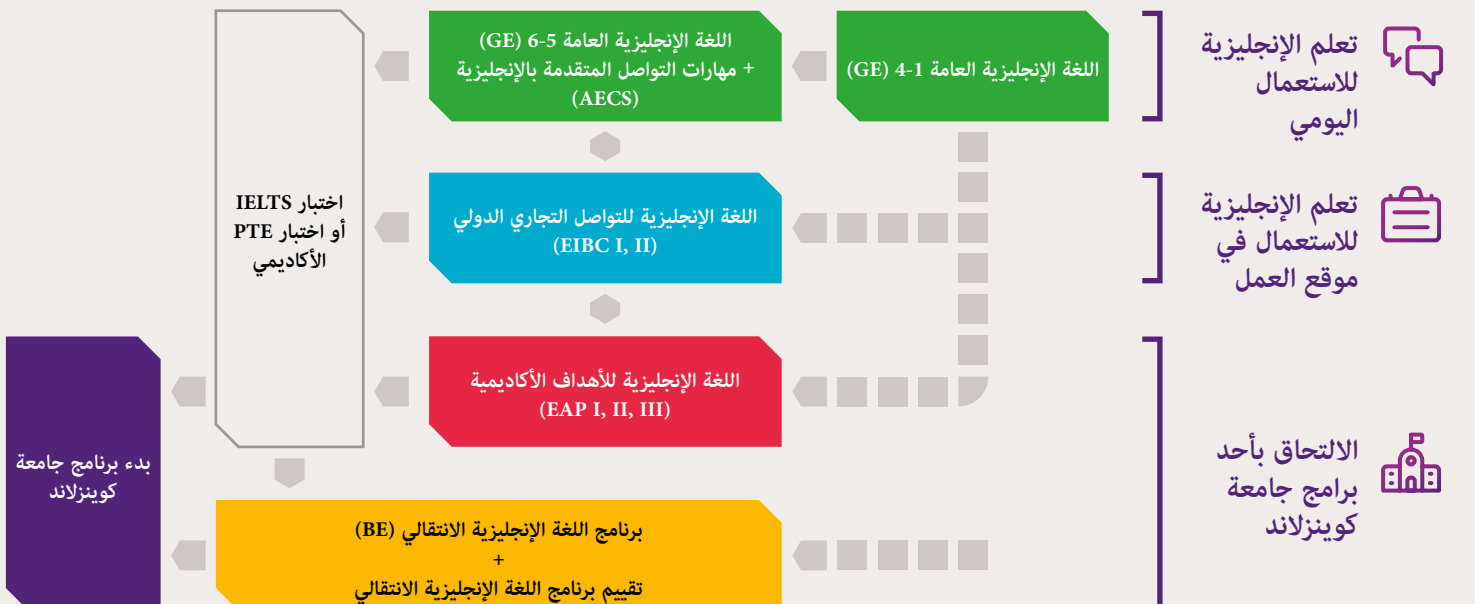 تعلم الإنجليزية
للاستعمال
اليومي
اللغة الإنجليزية العامة 1-4 (GE)
اللغة الإنجليزية العامة 5-6 (GE)
+ مهارات التواصل المتقدمة بالإنجليزية
(AECS)
تعلم الإنجليزية
للاستعمال في
موقع العمل
اللغة الإنجليزية للتواصل التجاري الدولي
(EIBC I, II)
اختبار IELTS
أو اختبار PTE
الأكاديمي
الالتحاق بأحد
برامج جامعة
كوينزلاند
اللغة الإنجليزية للأهداف الأكاديمية
(EAP I, II, III)
برنامج اللغة الإنجليزية الانتقالي (BE)
+
تقييم برنامج اللغة الإنجليزية الانتقالي
بدء برنامج جامعة
كوينزلاند